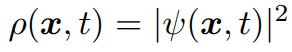 ρ(𝒙, t) = |ψ(𝒙, t)|²